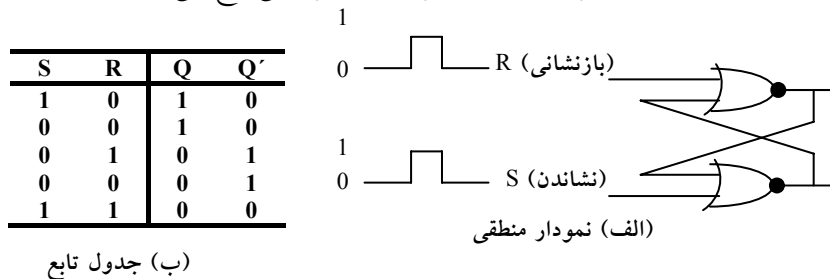 S R Q Q´
1 0 1 0
0 0 1 0
0 1 0 1
0 0 0 1
1 1 0 0
(ب) جدول تابع
1
0
R (بازنشانی)
1
0
S (نشاندن)
(الف) نمودار منطقی